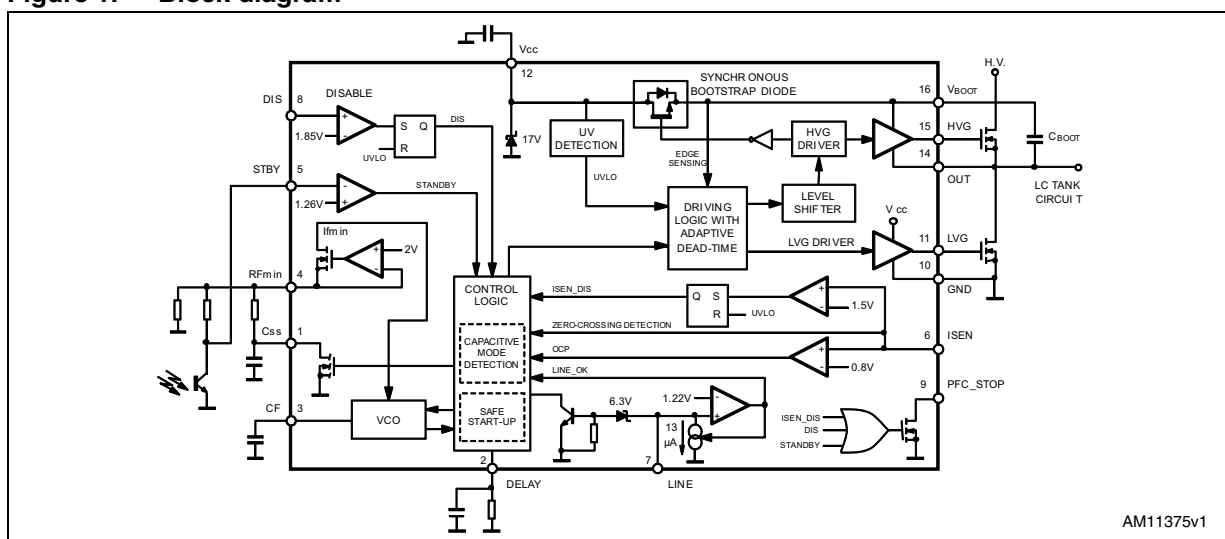 Vcc
12
H.V.
SYNCHRONOUS
BOOTSTRAP DIODE
16 VBOOT
DIS 8 DISABLE
+
-
1.85V
S Q
R
DIS
UVLO
17V
UV
DETECTION
UVLO
EDGE
SENSING
HVG
DRIVER
15 HVG
14
OUT
CBOOT
LC TANK
CIRCUIT
STBY 5
-
+
1.26V
STANDBY
DRIVING
LOGIC WITH
ADAPTIVE
DEAD-TIME
LEVEL
SHIFTER
Vcc
LVG DRIVER
11 LVG
10
GND
Ifmin
+
-
2V
RFmin 4
CONTROL
LOGIC
ISEN_DIS
Q S
R
UVLO
+
-
1.5V
Css 1
ZERO-CROSSING DETECTION
6 ISEN
CAPACITIVE
MODE
DETECTION
OCP
+
-
0.8V
LINE_OK
9 PFC_STOP
CF 3
VCO
SAFE
START-UP
6.3V
1.22V
-
+
13
µA
ISEN_DIS
DIS
STANDBY
2
DELAY
7
LINE
AM11375v1